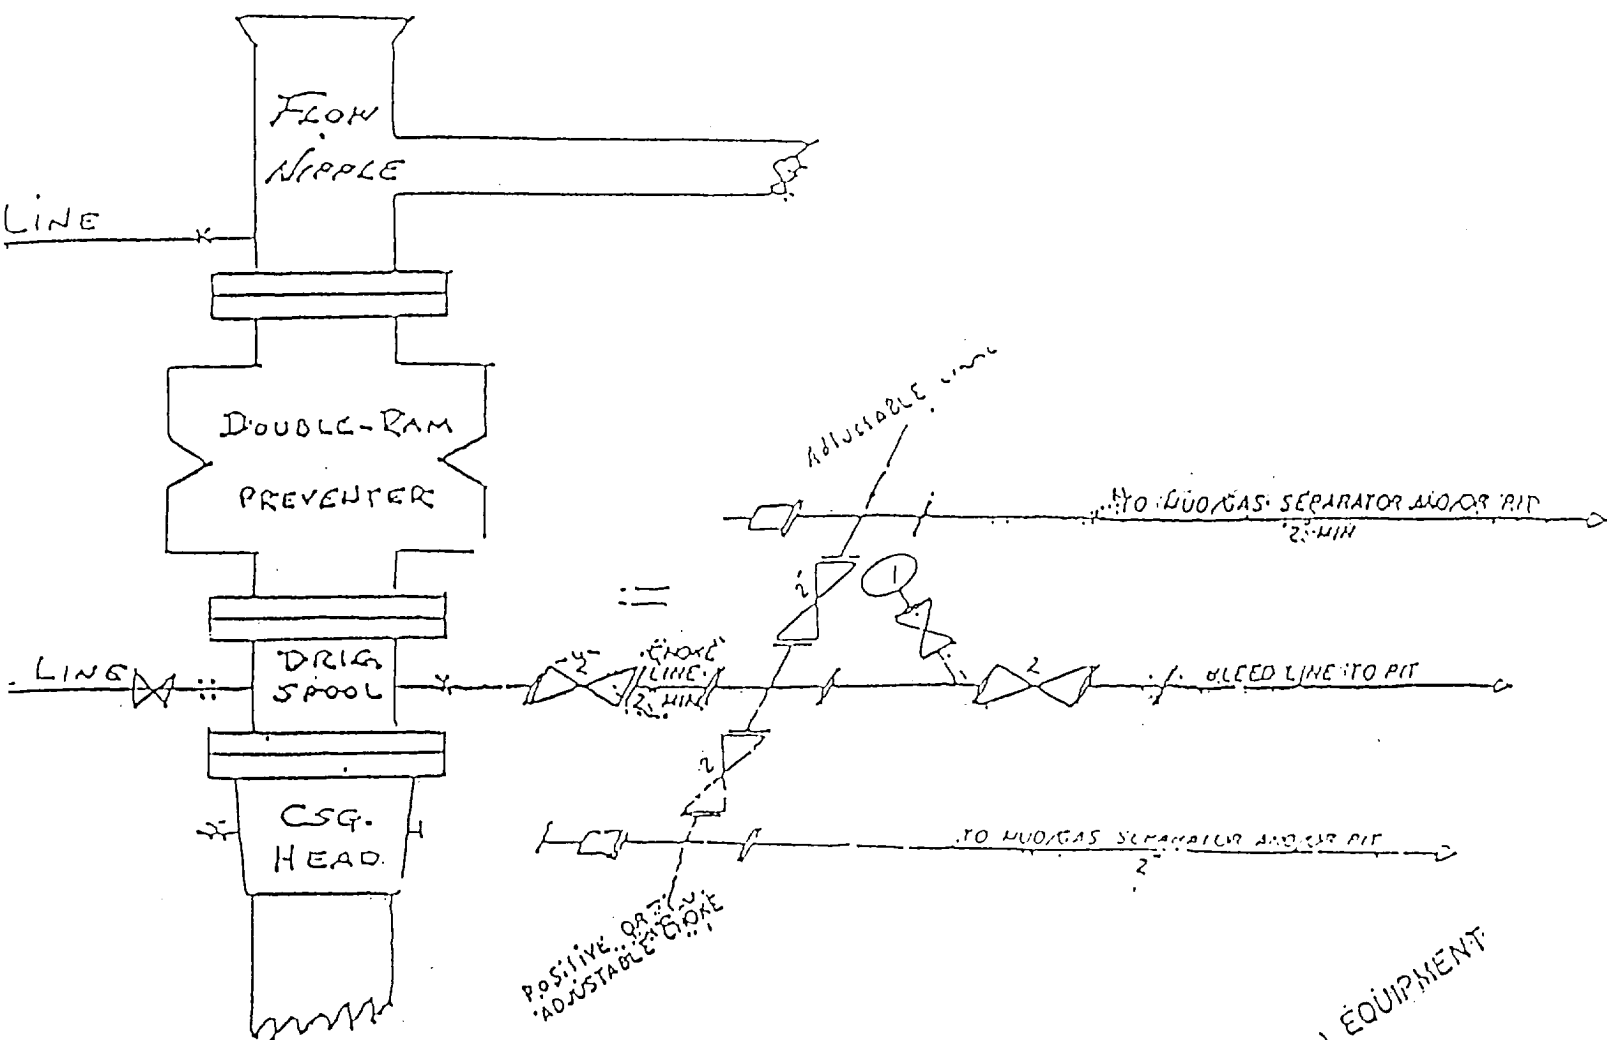 FLOW
NIPPLE
LINE
DOUBLE-RAM
PREVENTER
ADJUSTABLE
TO MUD/GAS SEPARATOR AND/OR PIT
2" MIN
2"
1
LINE
DRLG
SPOOL
2
CHOKE
LINE
2" MIN
2
BLEED LINE TO PIT
2
CSG.
HEAD
TO MUD/GAS SEPARATOR AND/OR PIT
2"
POSITIVE OR
ADJUSTABLE CHOKE
EQUIPMENT